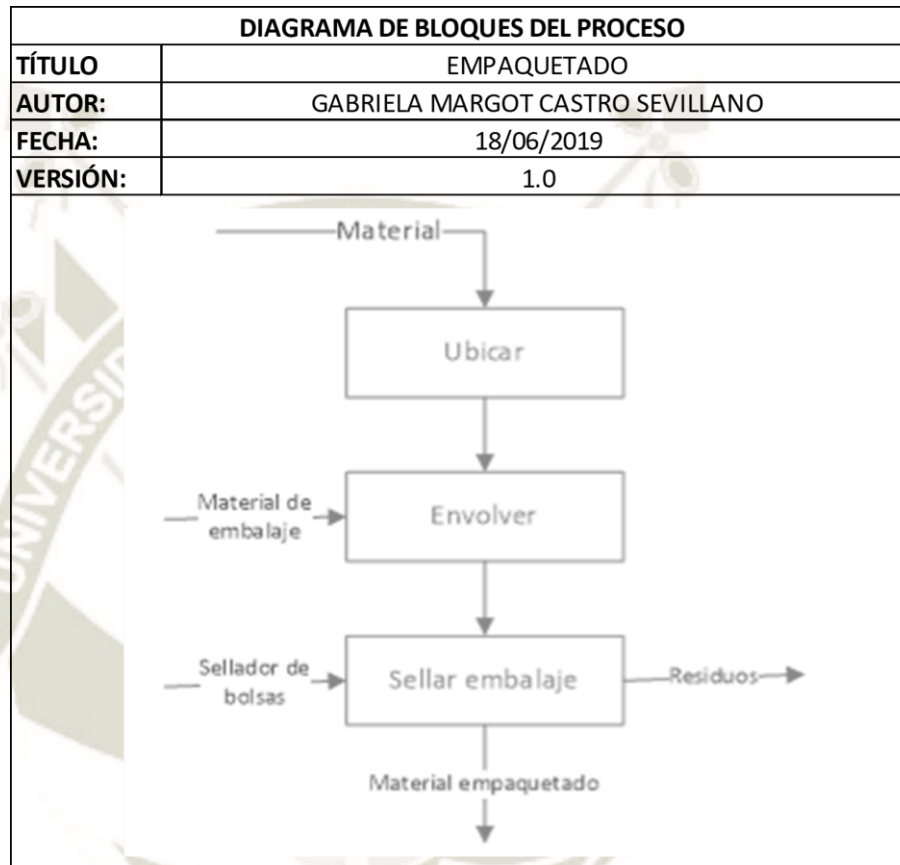 DIAGRAMA DE BLOQUES DEL PROCESO
TÍTULO EMPAQUETADO
AUTOR: GABRIELA MARGOT CASTRO SEVILLANO
FECHA: 18/06/2019
VERSIÓN: 1.0
Material
Ubicar
Material de
embalaje
Envolver
Sellador de
bolsas
Sellar embalaje
Residuos
Material empaquetado